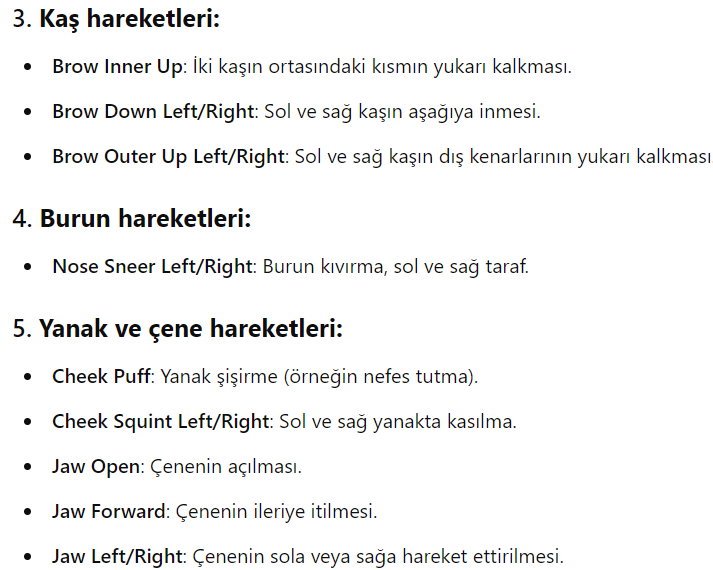 3. Kaş hareketleri:
• Brow Inner Up: İki kaşın ortasındaki kısmın yukarı kalkması.
• Brow Down Left/Right: Sol ve sağ kaşın aşağıya inmesi.
• Brow Outer Up Left/Right: Sol ve sağ kaşın dış kenarlarının yukarı kalkması
4. Burun hareketleri:
• Nose Sneer Left/Right: Burun kıvırma, sol ve sağ taraf.
5. Yanak ve çene hareketleri:
• Cheek Puff: Yanak şişirme (örneğin nefes tutma).
• Cheek Squint Left/Right: Sol ve sağ yanakta kasılma.
• Jaw Open: Çenenin açılması.
• Jaw Forward: Çenenin ileriye itilmesi.
• Jaw Left/Right: Çenenin sola veya sağa hareket ettirilmesi.